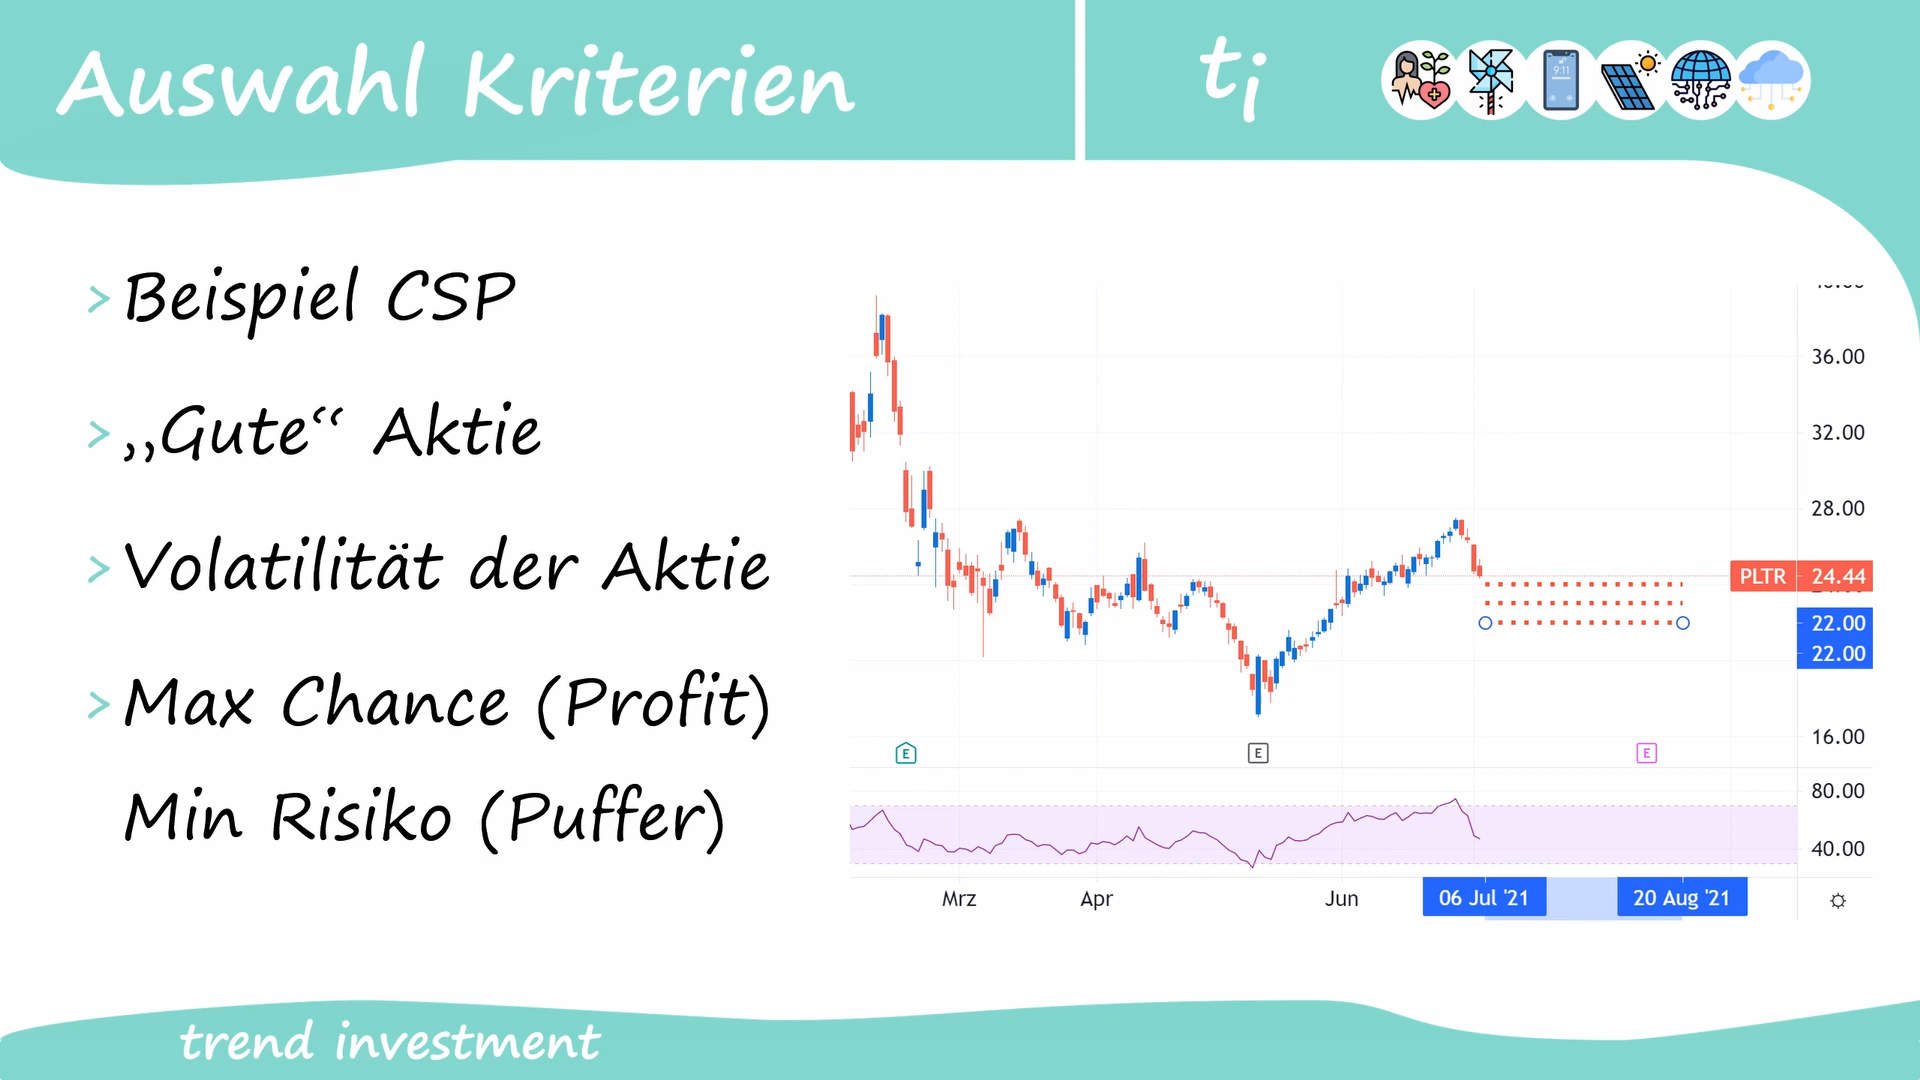 Auswahl Kriterien
ti
9:11
> Beispiel CSP
> „Gute“ Aktie
> Volatilität der Aktie
> Max Chance (Profit)
Min Risiko (Puffer)
36.00
32.00
28.00
PLTR 24.44
22.00
22.00
16.00
E E E
80.00
40.00
Mrz Apr Jun 06 Jul '21 20 Aug '21
trend investment